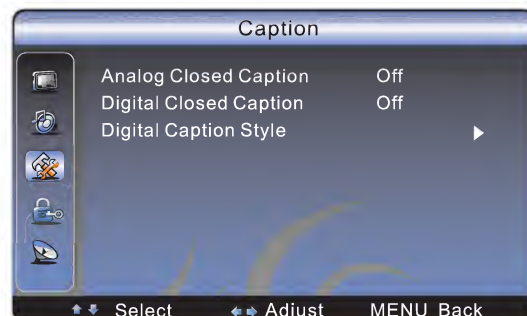 Caption
Analog Closed Caption Off
Digital Closed Caption Off
Digital Caption Style
Select Adjust MENU Back